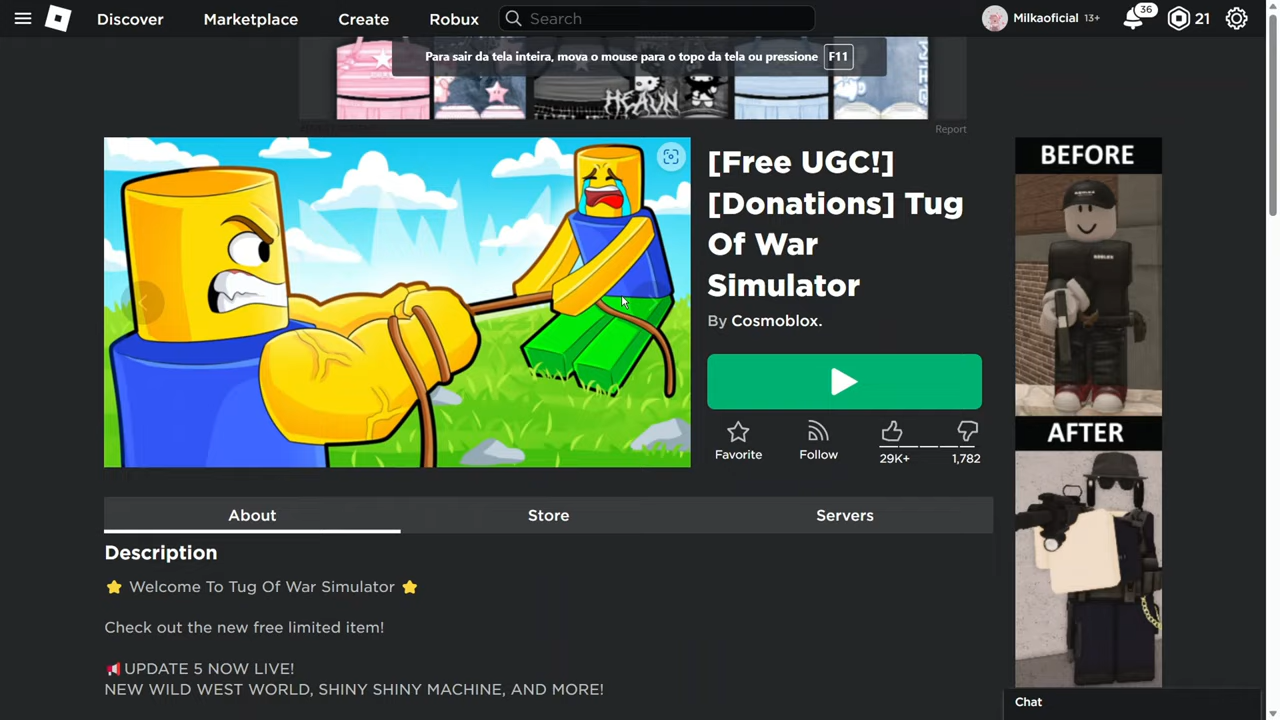 Discover
Marketplace
Create
Robux
Search
Milkaoficial 13+
36
21
Para sair da tela inteira, mova o mouse para o topo da tela ou pressione F11
HEAVN
Report
[Free UGC!]
[Donations] Tug
Of War
Simulator
By Cosmoblox.
Favorite
Follow
29K+
1,782
BEFORE
AFTER
About
Store
Servers
Description
⭐ Welcome To Tug Of War Simulator ⭐
Check out the new free limited item!
📢UPDATE 5 NOW LIVE!
NEW WILD WEST WORLD, SHINY SHINY MACHINE, AND MORE!
Chat